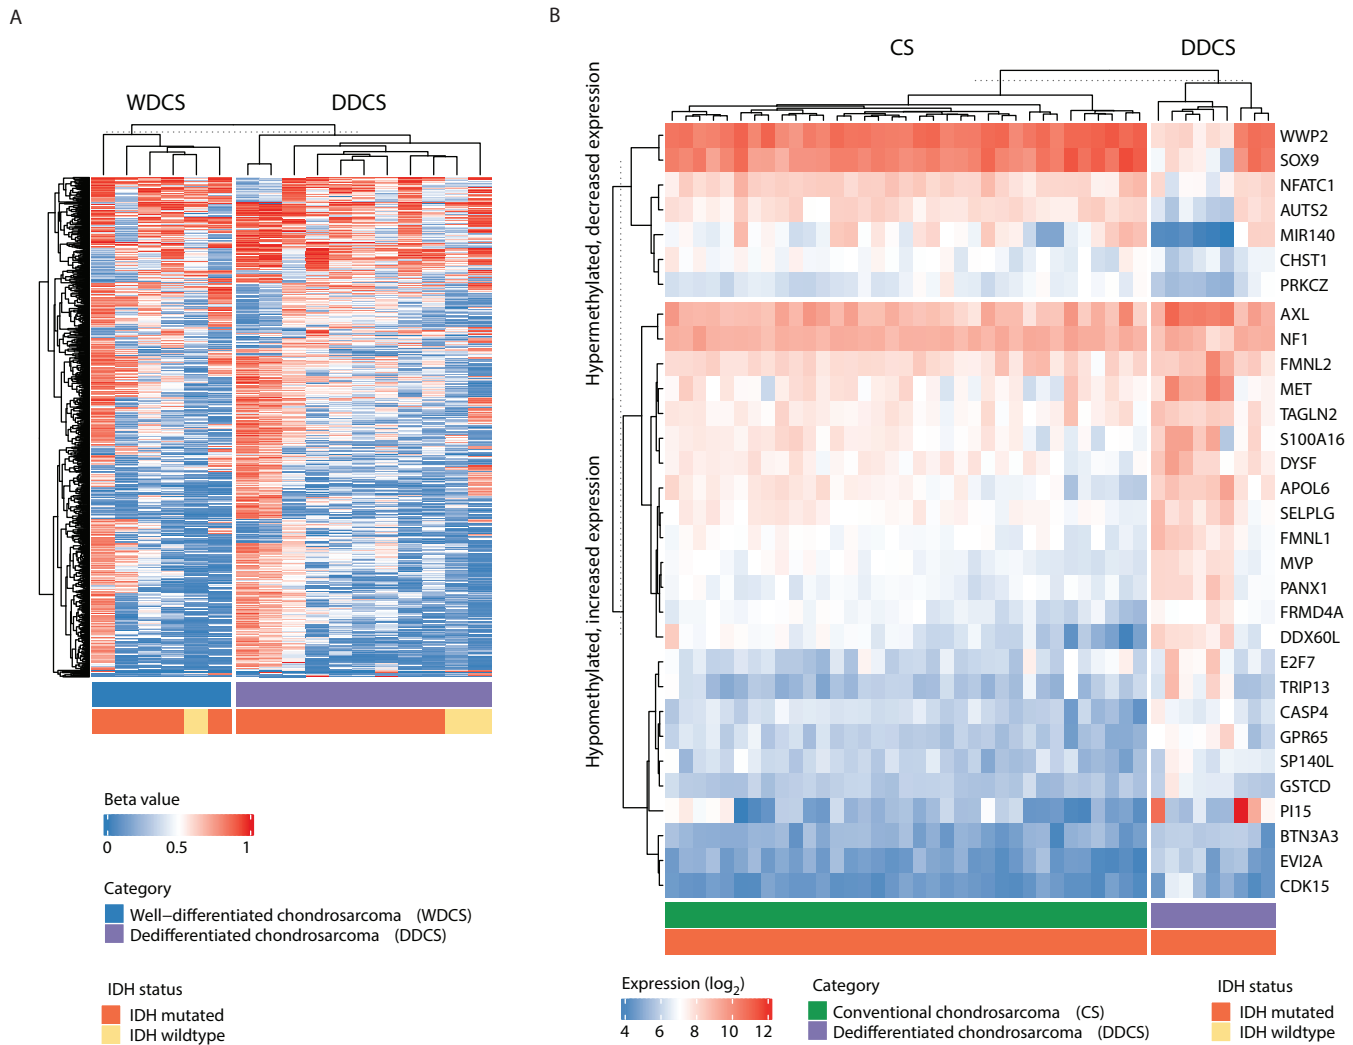 A
WDCS
DDCS
Beta value
0
0.5
1
Category
Well–differentiated chondrosarcoma (WDCS)
Dedifferentiated chondrosarcoma (DDCS)
IDH status
IDH mutated
IDH wildtype
B
CS
DDCS
Hypermethylated, decreased expression
Hypomethylated, increased expression
WWP2
SOX9
NFATC1
AUTS2
MIR140
CHST1
PRKCZ
AXL
NF1
FMNL2
MET
TAGLN2
S100A16
DYSF
APOL6
SELPLG
FMNL1
MVP
PANX1
FRMD4A
DDX60L
E2F7
TRIP13
CASP4
GPR65
SP140L
GSTCD
PI15
BTN3A3
EVI2A
CDK15
Expression (log2)
4
6
8
10
12
Category
Conventional chondrosarcoma (CS)
Dedifferentiated chondrosarcoma (DDCS)
IDH status
IDH mutated
IDH wildtype